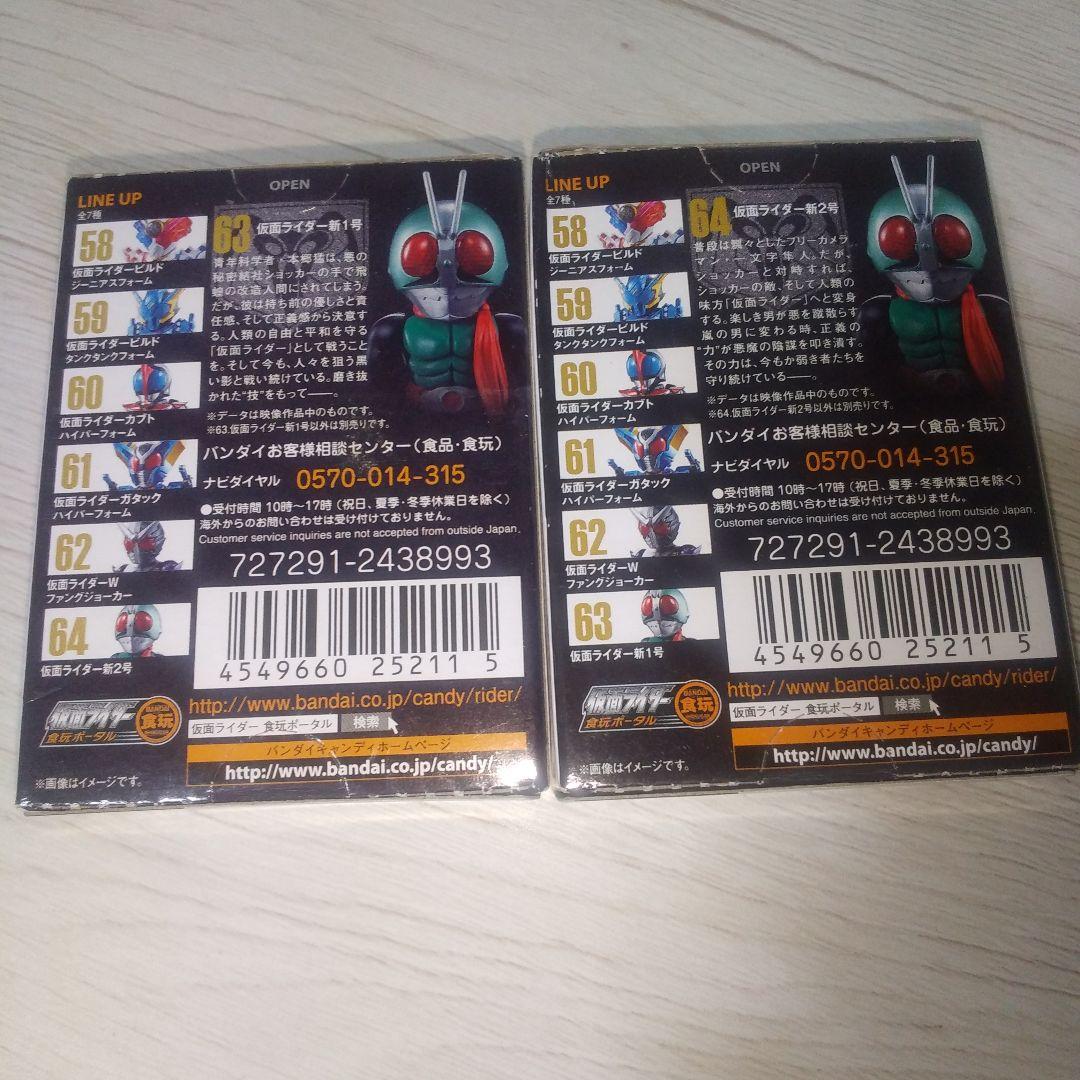 LINE UP
全7種
OPEN
58
仮面ライダービルド
ジーニアスフォーム
59
仮面ライダービルド
タンクタンクフォーム
60
仮面ライダーカブト
ハイパーフォーム
61
仮面ライダーガタック
ハイパーフォーム
62
仮面ライダーW
ファングジョーカー
64
仮面ライダー新2号
63 仮面ライダー新1号
青年科学者・本郷猛は、悪の
秘密結社ショッカーの手で飛
蝗の改造人間にされてしまう。
だが、彼は持ち前の優しさと責
任感、そして正義感から決意す
る。人類の自由と平和を守る
「仮面ライダー」として戦うこと
を。そして今も、人々を狙う黒
い影と戦い続けている。磨き抜
かれた“技”をもって――。
※データは映像作品中のものです。
※63.仮面ライダー新1号以外は別売りです。
バンダイお客様相談センター（食品・食玩）
ナビダイヤル 0570-014-315
●受付時間 10時～17時（祝日、夏季・冬季休業日を除く）
海外からのお問い合わせは受け付けておりません。
Customer service inquiries are not accepted from outside Japan.
727291-2438993
4549660 25211 5
http://www.bandai.co.jp/candy/rider/
仮面ライダー 食玩ポータル 検索
バンダイキャンディホームページ
http://www.bandai.co.jp/candy/
仮面ライダー
食玩ポータル
BANDAI
食玩
※画像はイメージです。
LINE UP
全7種
OPEN
58
仮面ライダービルド
ジーニアスフォーム
59
仮面ライダービルド
タンクタンクフォーム
60
仮面ライダーカブト
ハイパーフォーム
61
仮面ライダーガタック
ハイパーフォーム
62
仮面ライダーW
ファングジョーカー
63
仮面ライダー新1号
64 仮面ライダー新2号
普段は飄々としたフリーカメラ
マン・一文字隼人。だが、
ショッカーと対時すれば、
ショッカーの敵、そして人類の
味方「仮面ライダー」へと変身
する。楽しき男が悪を蹴散らす
嵐の男に変わる時、正義の
“力”が悪魔の陰謀を叩き潰す。
その力は、今もか弱き者たちを
守り続けている――。
※データは映像作品中のものです。
※64.仮面ライダー新2号以外は別売りです。
バンダイお客様相談センター（食品・食玩）
ナビダイヤル 0570-014-315
●受付時間 10時～17時（祝日、夏季・冬季休業日を除く）
海外からのお問い合わせは受け付けておりません。
Customer service inquiries are not accepted from outside Japan.
727291-2438993
4549660 25211 5
http://www.bandai.co.jp/candy/rider/
仮面ライダー 食玩ポータル 検索
バンダイキャンディホームページ
http://www.bandai.co.jp/candy/
仮面ライダー
食玩ポータル
BANDAI
食玩
※画像はイメージです。